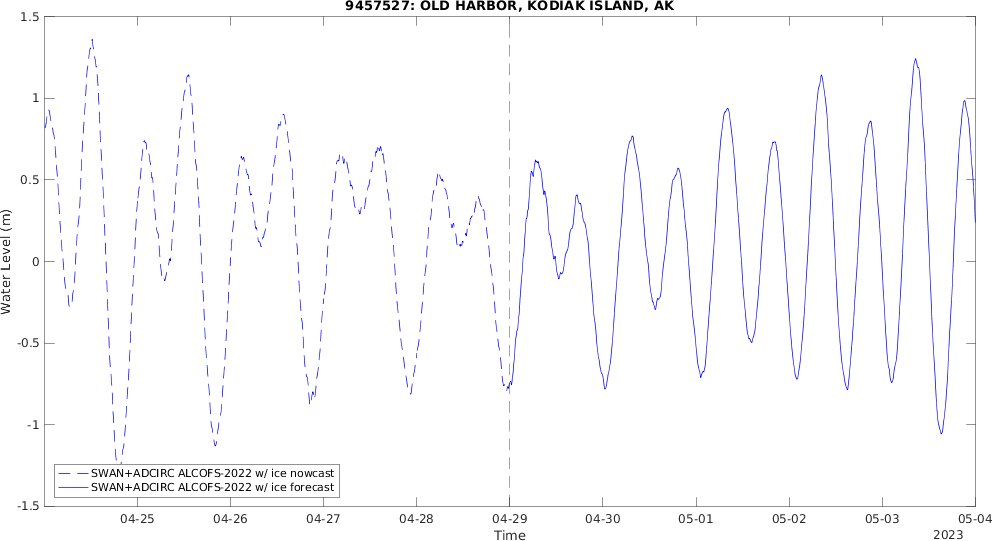 9457527: OLD HARBOR, KODIAK ISLAND, AK
1.5
1
0.5
0
-0.5
-1
-1.5
Water Level (m)
SWAN+ADCIRC ALCOFS-2022 w/ ice nowcast
SWAN+ADCIRC ALCOFS-2022 w/ ice forecast
04-25 04-26 04-27 04-28 04-29 04-30 05-01 05-02 05-03 05-04
Time
2023